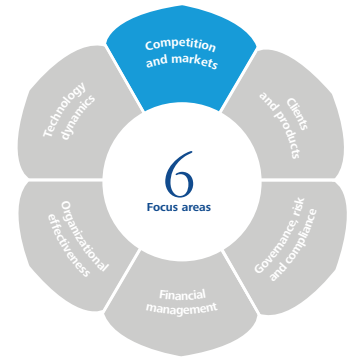 Competition
and markets
Clients
and products
Governance, risk
and compliance
Financial
management
Organizational
effectiveness
Technology
dynamics
6
Focus areas